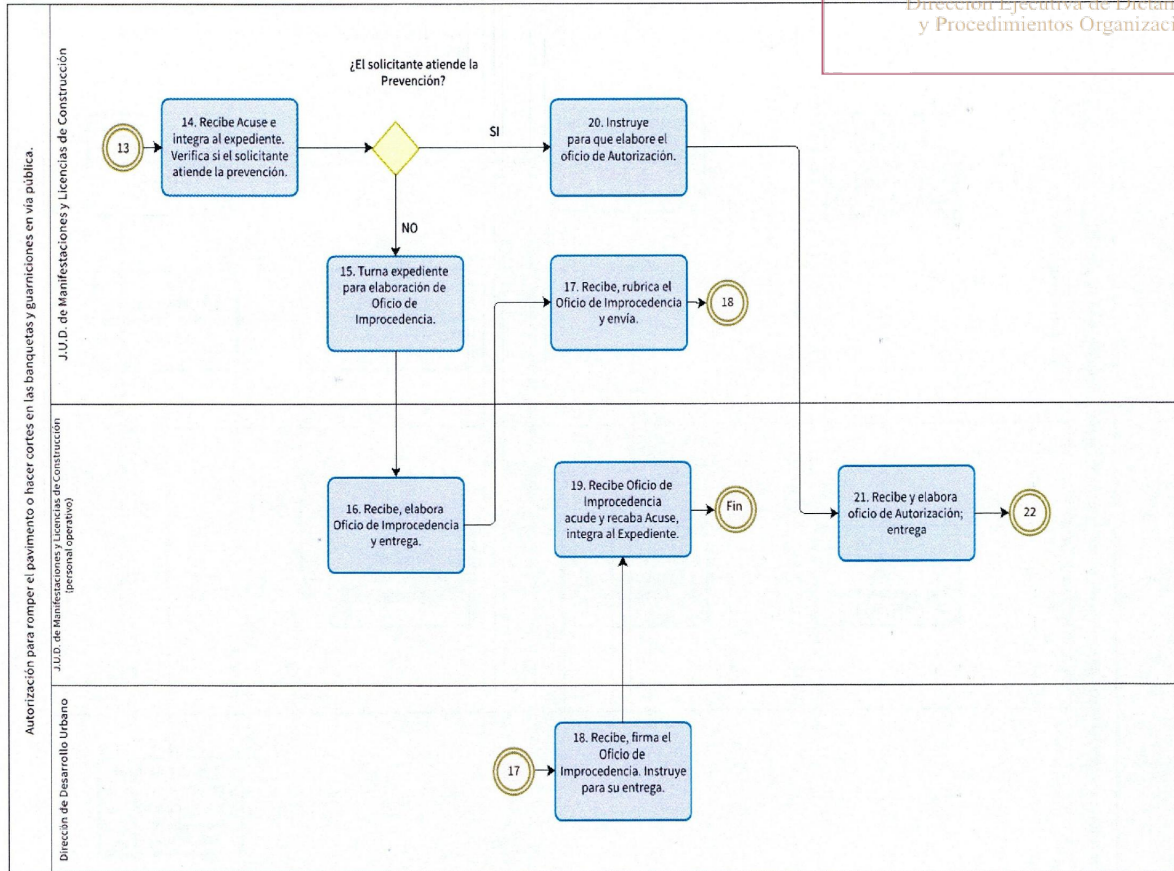 Dirección Ejecutiva de
y Procedimientos
Autorización para romper el pavimento o hacer cortes en las banquetas y guarniciones en vía pública.
J.U.D. de Manifestaciones y Licencias de Construcción
¿El solicitante atiende la
Prevención?
13
14. Recibe Acuse e
integra al expediente.
Verifica si el solicitante
atiende la prevención.
SI
20. Instruye
para que elabore el
oficio de Autorización.
NO
15. Turna expediente
para elaboración de
Oficio de
Improcedencia.
17. Recibe, rubrica el
Oficio de Improcedencia
y envía.
18
J.U.D. de Manifestaciones y Licencias de Construcción
(personal operativo)
16. Recibe, elabora
Oficio de Improcedencia
y entrega.
19. Recibe Oficio de
Improcedencia
acude y recaba Acuse,
integra al Expediente.
Fin
21. Recibe y elabora
oficio de Autorización;
entrega
22
Dirección de Desarrollo Urbano
17
18. Recibe, firma el
Oficio de
Improcedencia. Instruye
para su entrega.